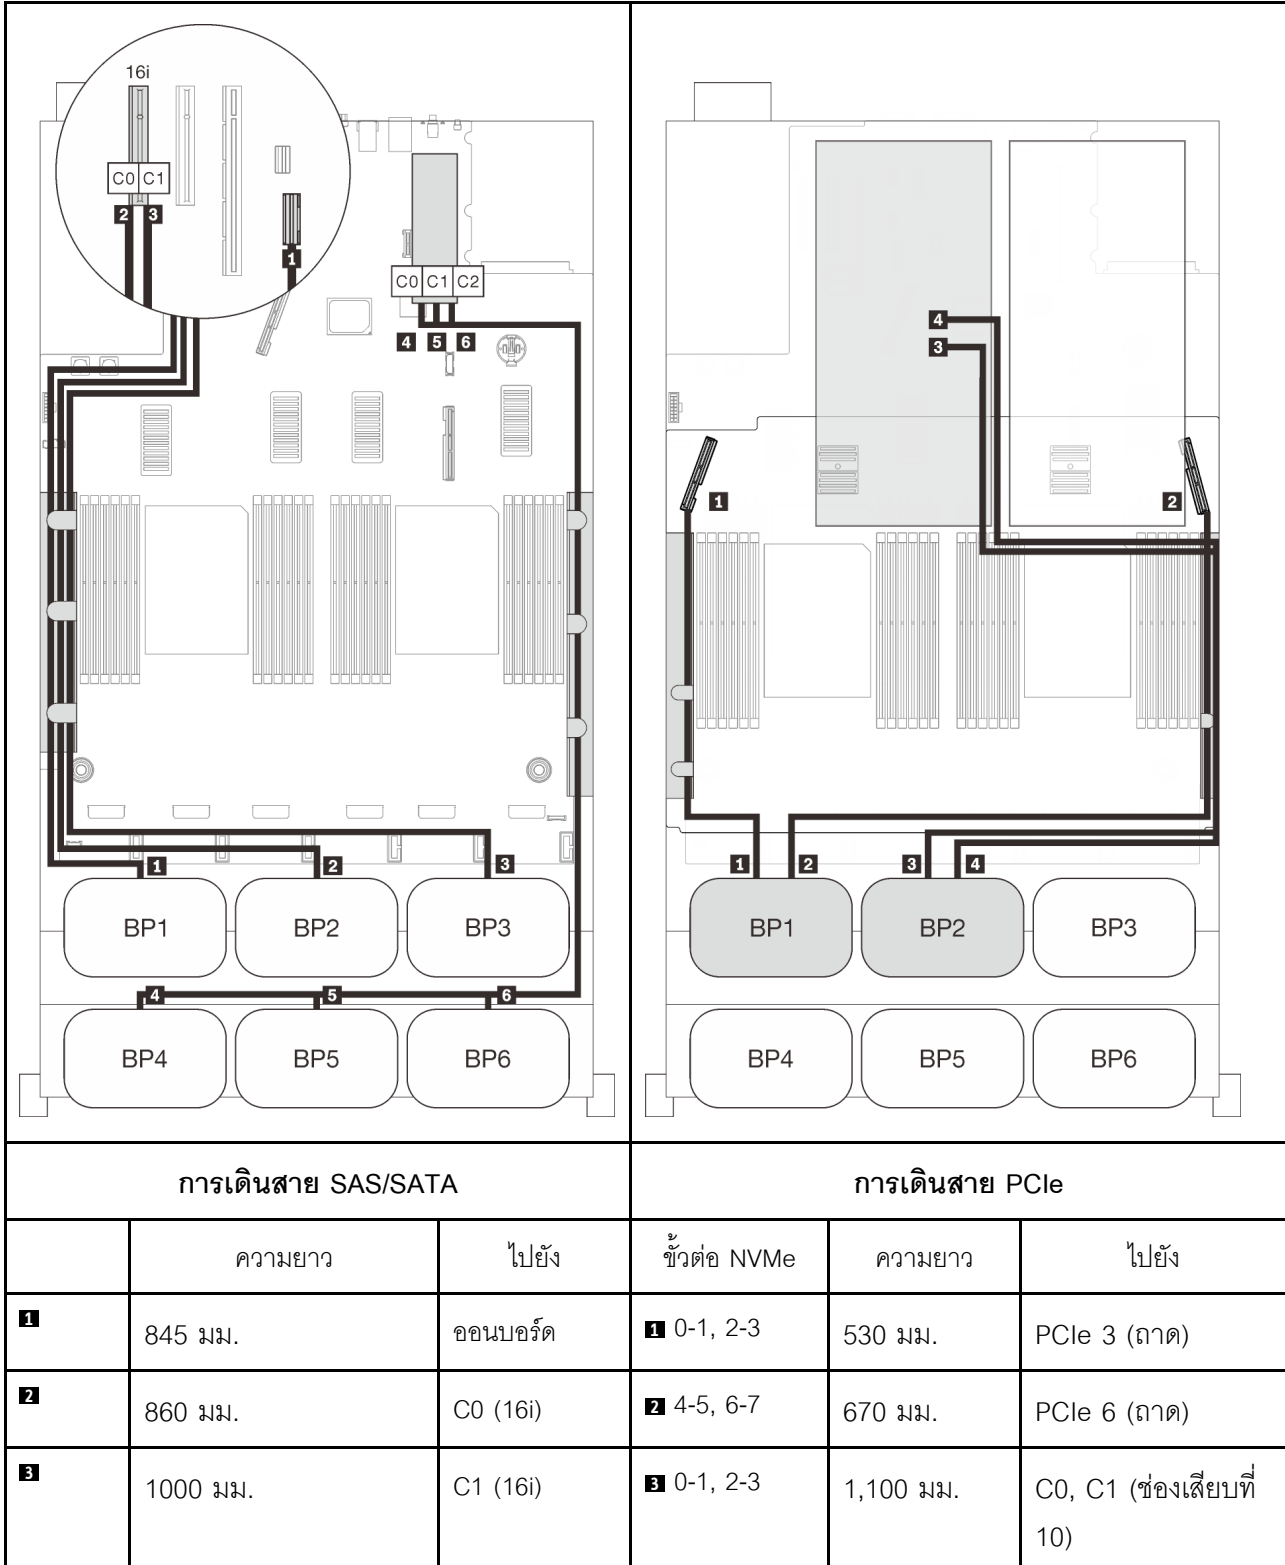 16i
C0 C1
2 3
1
C0 C1 C2
4 5 6
1 2 3
BP1 BP2 BP3
4 5 6
BP4 BP5 BP6
4
3
1 2
1 2 3 4
BP1 BP2 BP3
BP4 BP5 BP6
การเดินสาย SAS/SATA
การเดินสาย PCIe
ความยาว ไปยัง ขั้วต่อ NVMe ความยาว ไปยัง
1 845 มม. ออนบอร์ด 1 0-1, 2-3 530 มม. PCIe 3 (ถาด)
2 860 มม. C0 (16i) 2 4-5, 6-7 670 มม. PCIe 6 (ถาด)
3 1000 มม. C1 (16i) 3 0-1, 2-3 1,100 มม. C0, C1 (ช่องเสียบที่
10)